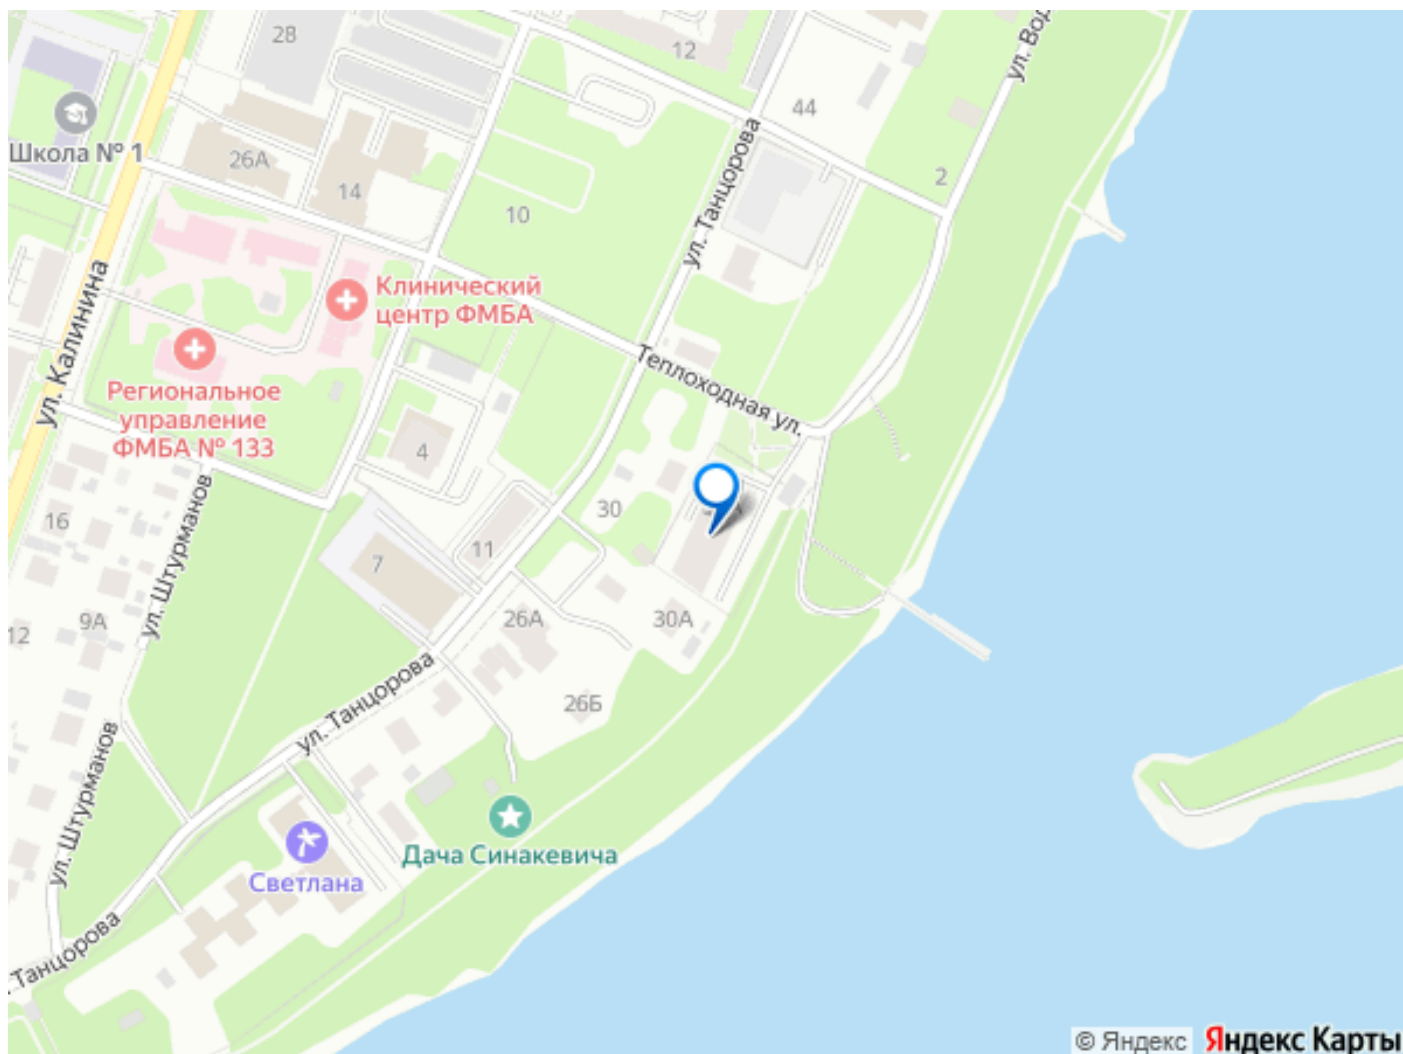 28
12
ул. Вод
44
Школа № 1
26А
14
ул. Танцорова
2
10
Клинический
центр ФМБА
ул. Калинина
Теплоходная ул.
Региональное
управление
ФМБА № 133
4
30
16
ул. Штурманов
11
7
12
9А
26А
30А
ул. Танцорова
26Б
ул. Штурманов
Дача Синакевича
Светлана
Танцорова
© Яндекс Яндекс Карты